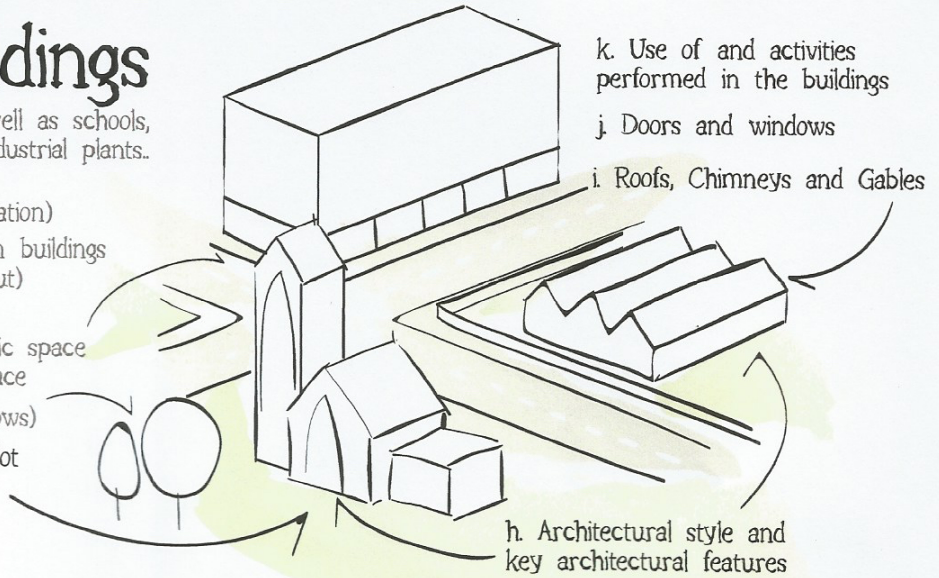 dings
ell as schools,
dustrial plants..
ation)
n buildings
ut)
ic space
ace
ows)
ot
k. Use of and activities
performed in the buildings
j. Doors and windows
i. Roofs, Chimneys and Gables
h. Architectural style and
key architectural features